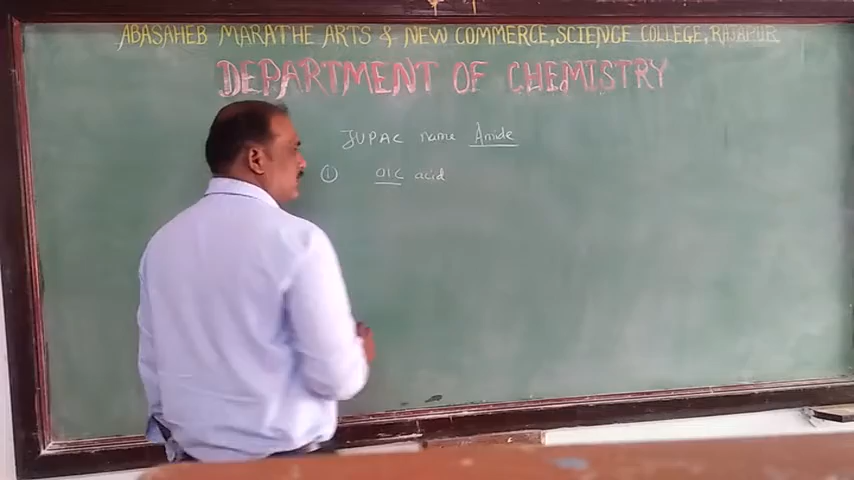 ABASAHEB MARATHE ARTS & NEW COMMERCE, SCIENCE COLLEGE, RAJAPUR
DEPARTMENT OF CHEMISTRY
IUPAC name Amide
① OIC acid